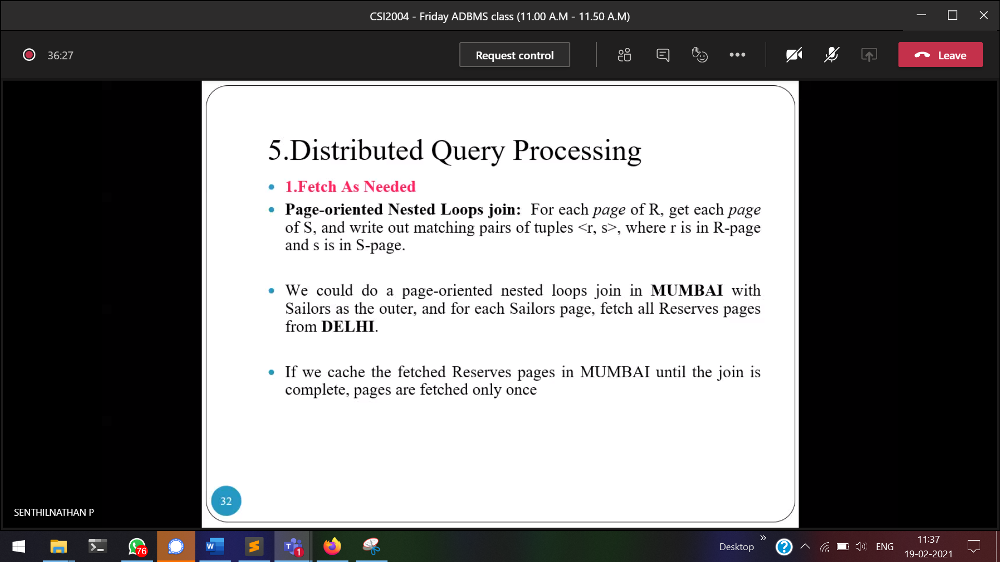 CSI2004 - Friday ADBMS class (11.00 A.M - 11.50 A.M)
36:27
Request control
Leave
5.Distributed Query Processing
• 1.Fetch As Needed
• Page-oriented Nested Loops join: For each page of R, get each page
of S, and write out matching pairs of tuples <r, s>, where r is in R-page
and s is in S-page.
• We could do a page-oriented nested loops join in MUMBAI with
Sailors as the outer, and for each Sailors page, fetch all Reserves pages
from DELHI.
• If we cache the fetched Reserves pages in MUMBAI until the join is
complete, pages are fetched only once
32
SENTHILNATHAN P
76
W
T
1
Desktop
»
?
ENG
11:37
19-02-2021